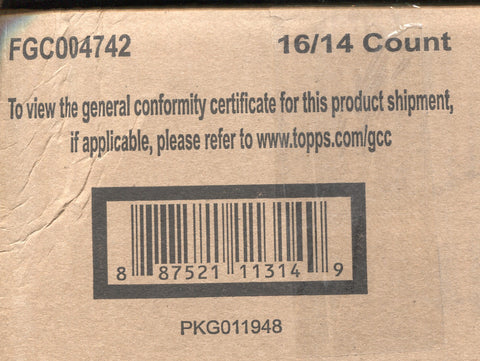 FGC004742 16/14 Count
To view the general conformity certificate for this product shipment,
if applicable, please refer to www.topps.com/gcc
8 87521 11314 9
PKG011948